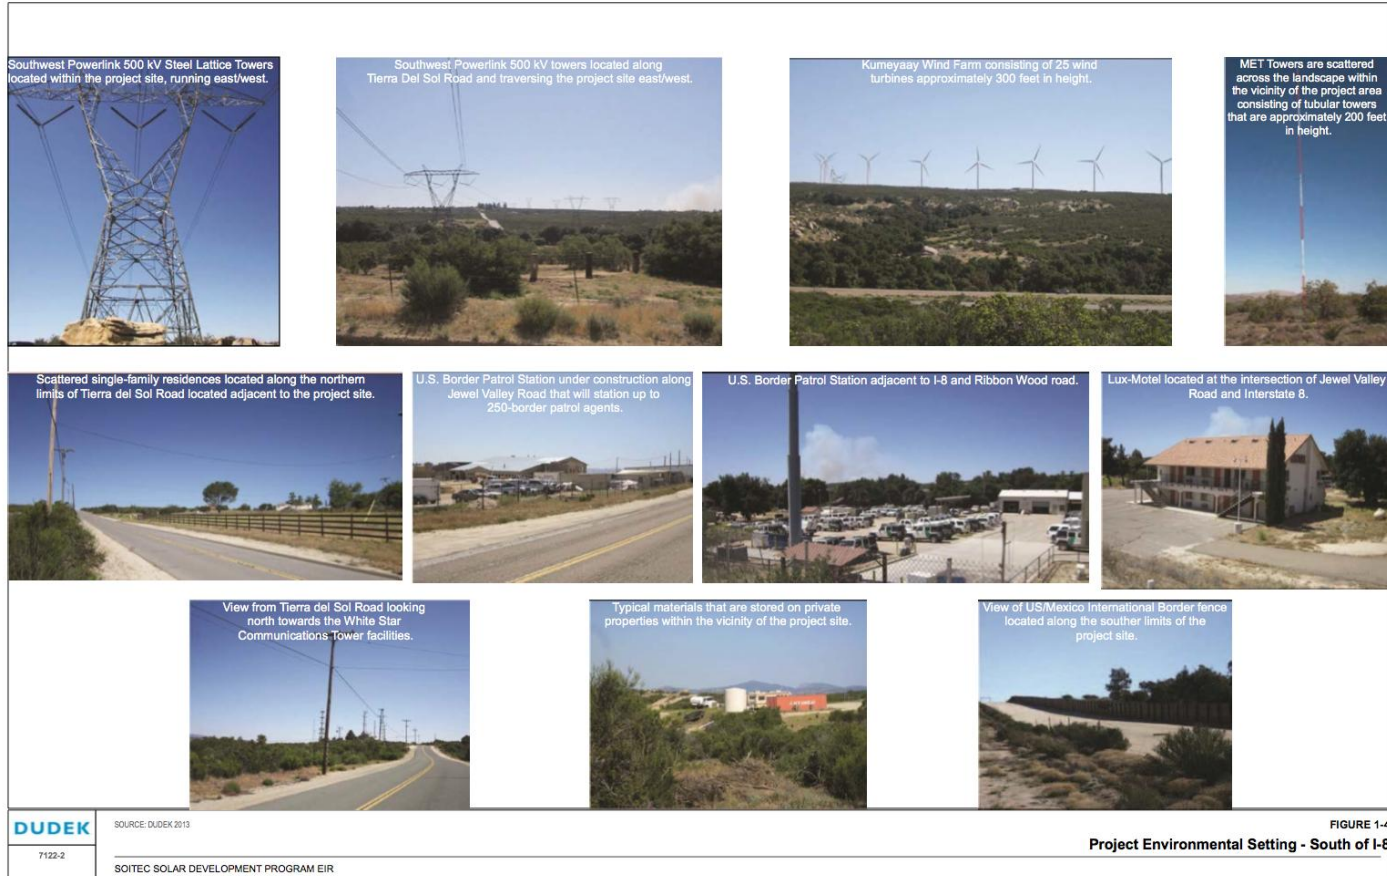 Southwest Powerlink 500 kV Steel Lattice Towers
located within the project site, running east/west.
Southwest Powerlink 500 kV towers located along
Tierra Del Sol Road and traversing the project site east/west.
Kumeyaay Wind Farm consisting of 25 wind
turbines approximately 300 feet in height.
MET Towers are scattered
across the landscape within
the vicinity of the project area
consisting of tubular towers
that are approximately 200 feet
in height.
Scattered single-family residences located along the northern
limits of Tierra del Sol Road located adjacent to the project site.
U.S. Border Patrol Station under construction along
Jewel Valley Road that will station up to
250-border patrol agents.
U.S. Border Patrol Station adjacent to I-8 and Ribbon Wood road.
Lux-Motel located at the intersection of Jewel Valley
Road and Interstate 8.
View from Tierra del Sol Road looking
north towards the White Star
Communications Tower facilities.
Typical materials that are stored on private
properties within the vicinity of the project site.
View of US/Mexico International Border fence
located along the souther limits of the
project site.
DUDEK
7122-2
SOURCE: DUDEK 2013
SOITEC SOLAR DEVELOPMENT PROGRAM EIR
FIGURE 1-4
Project Environmental Setting - South of I-8